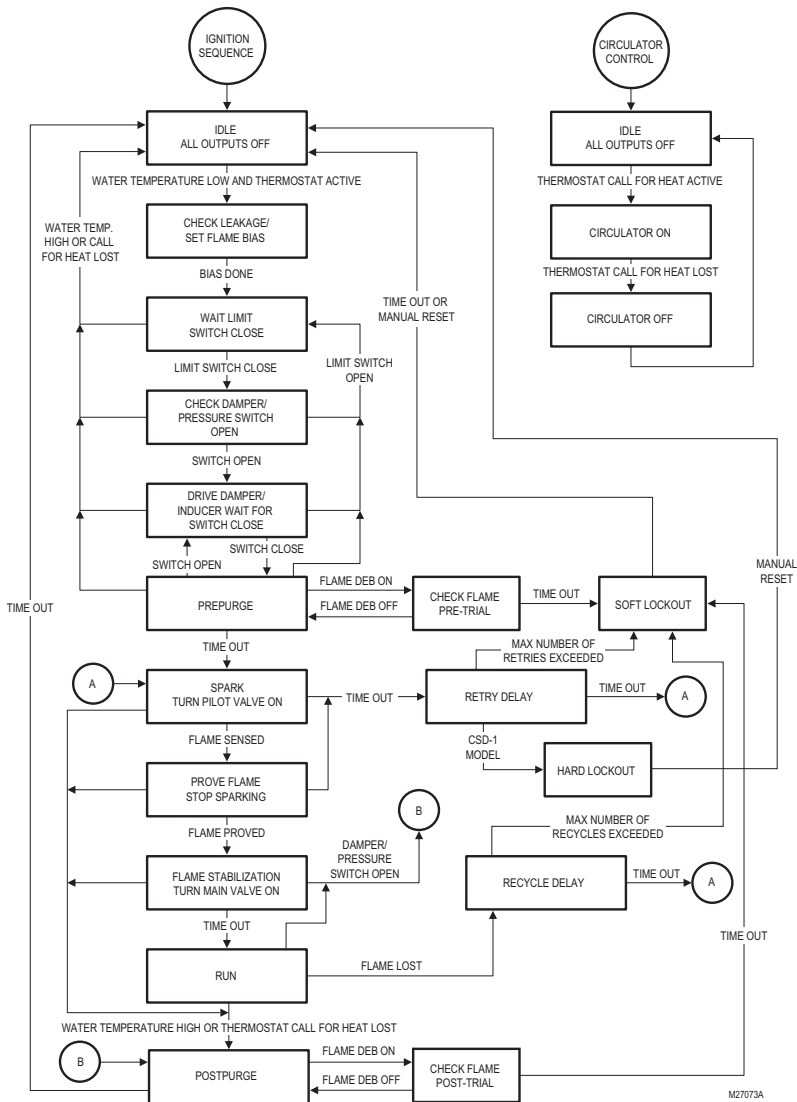 IGNITION
SEQUENCE
CIRCULATOR
CONTROL
IDLE
ALL OUTPUTS OFF
IDLE
ALL OUTPUTS OFF
WATER TEMPERATURE LOW AND THERMOSTAT ACTIVE
THERMOSTAT CALL FOR HEAT ACTIVE
WATER TEMP.
HIGH OR CALL
FOR HEAT LOST
CHECK LEAKAGE/
SET FLAME BIAS
CIRCULATOR ON
BIAS DONE
THERMOSTAT CALL FOR HEAT LOST
WAIT LIMIT
SWITCH CLOSE
TIME OUT OR
MANUAL RESET
CIRCULATOR OFF
LIMIT SWITCH CLOSE
LIMIT SWITCH
OPEN
CHECK DAMPER/
PRESSURE SWITCH
OPEN
SWITCH OPEN
DRIVE DAMPER/
INDUCER WAIT FOR
SWITCH CLOSE
SWITCH OPEN
SWITCH CLOSE
MANUAL
RESET
TIME OUT
PREPURGE
FLAME DEB ON
FLAME DEB OFF
CHECK FLAME
PRE-TRIAL
TIME OUT
SOFT LOCKOUT
TIME OUT
MAX NUMBER OF
RETRIES EXCEEDED
A
SPARK
TURN PILOT VALVE ON
TIME OUT
RETRY DELAY
TIME OUT
A
FLAME SENSED
CSD-1
MODEL
HARD LOCKOUT
PROVE FLAME
STOP SPARKING
B
FLAME PROVED
MAX NUMBER OF
RECYCLES EXCEEDED
DAMPER/
PRESSURE
SWITCH OPEN
FLAME STABILIZATION
TURN MAIN VALVE ON
RECYCLE DELAY
TIME OUT
A
TIME OUT
TIME OUT
RUN
FLAME LOST
WATER TEMPERATURE HIGH OR THERMOSTAT CALL FOR HEAT LOST
B
POSTPURGE
FLAME DEB ON
FLAME DEB OFF
CHECK FLAME
POST-TRIAL
M27073A